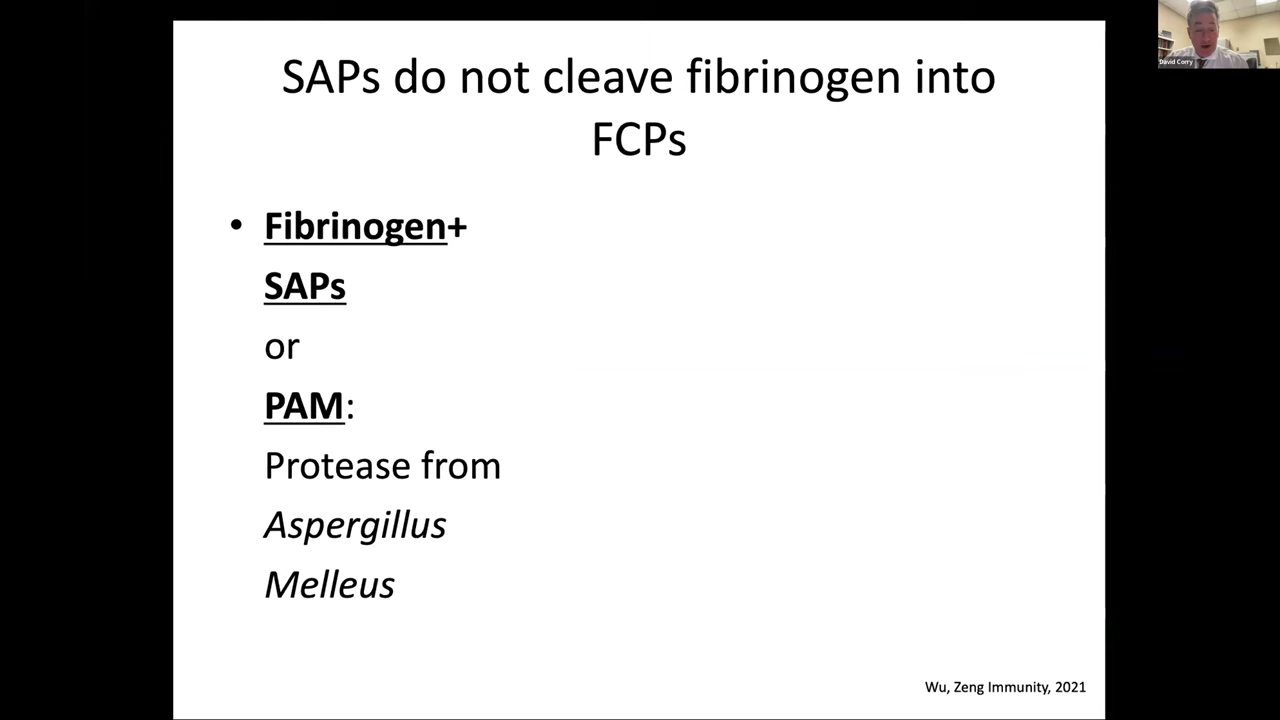 David Corry
SAPs do not cleave fibrinogen into
FCPs
• Fibrinogen+
SAPs
or
PAM:
Protease from
Aspergillus
Melleus
Wu, Zeng Immunity, 2021